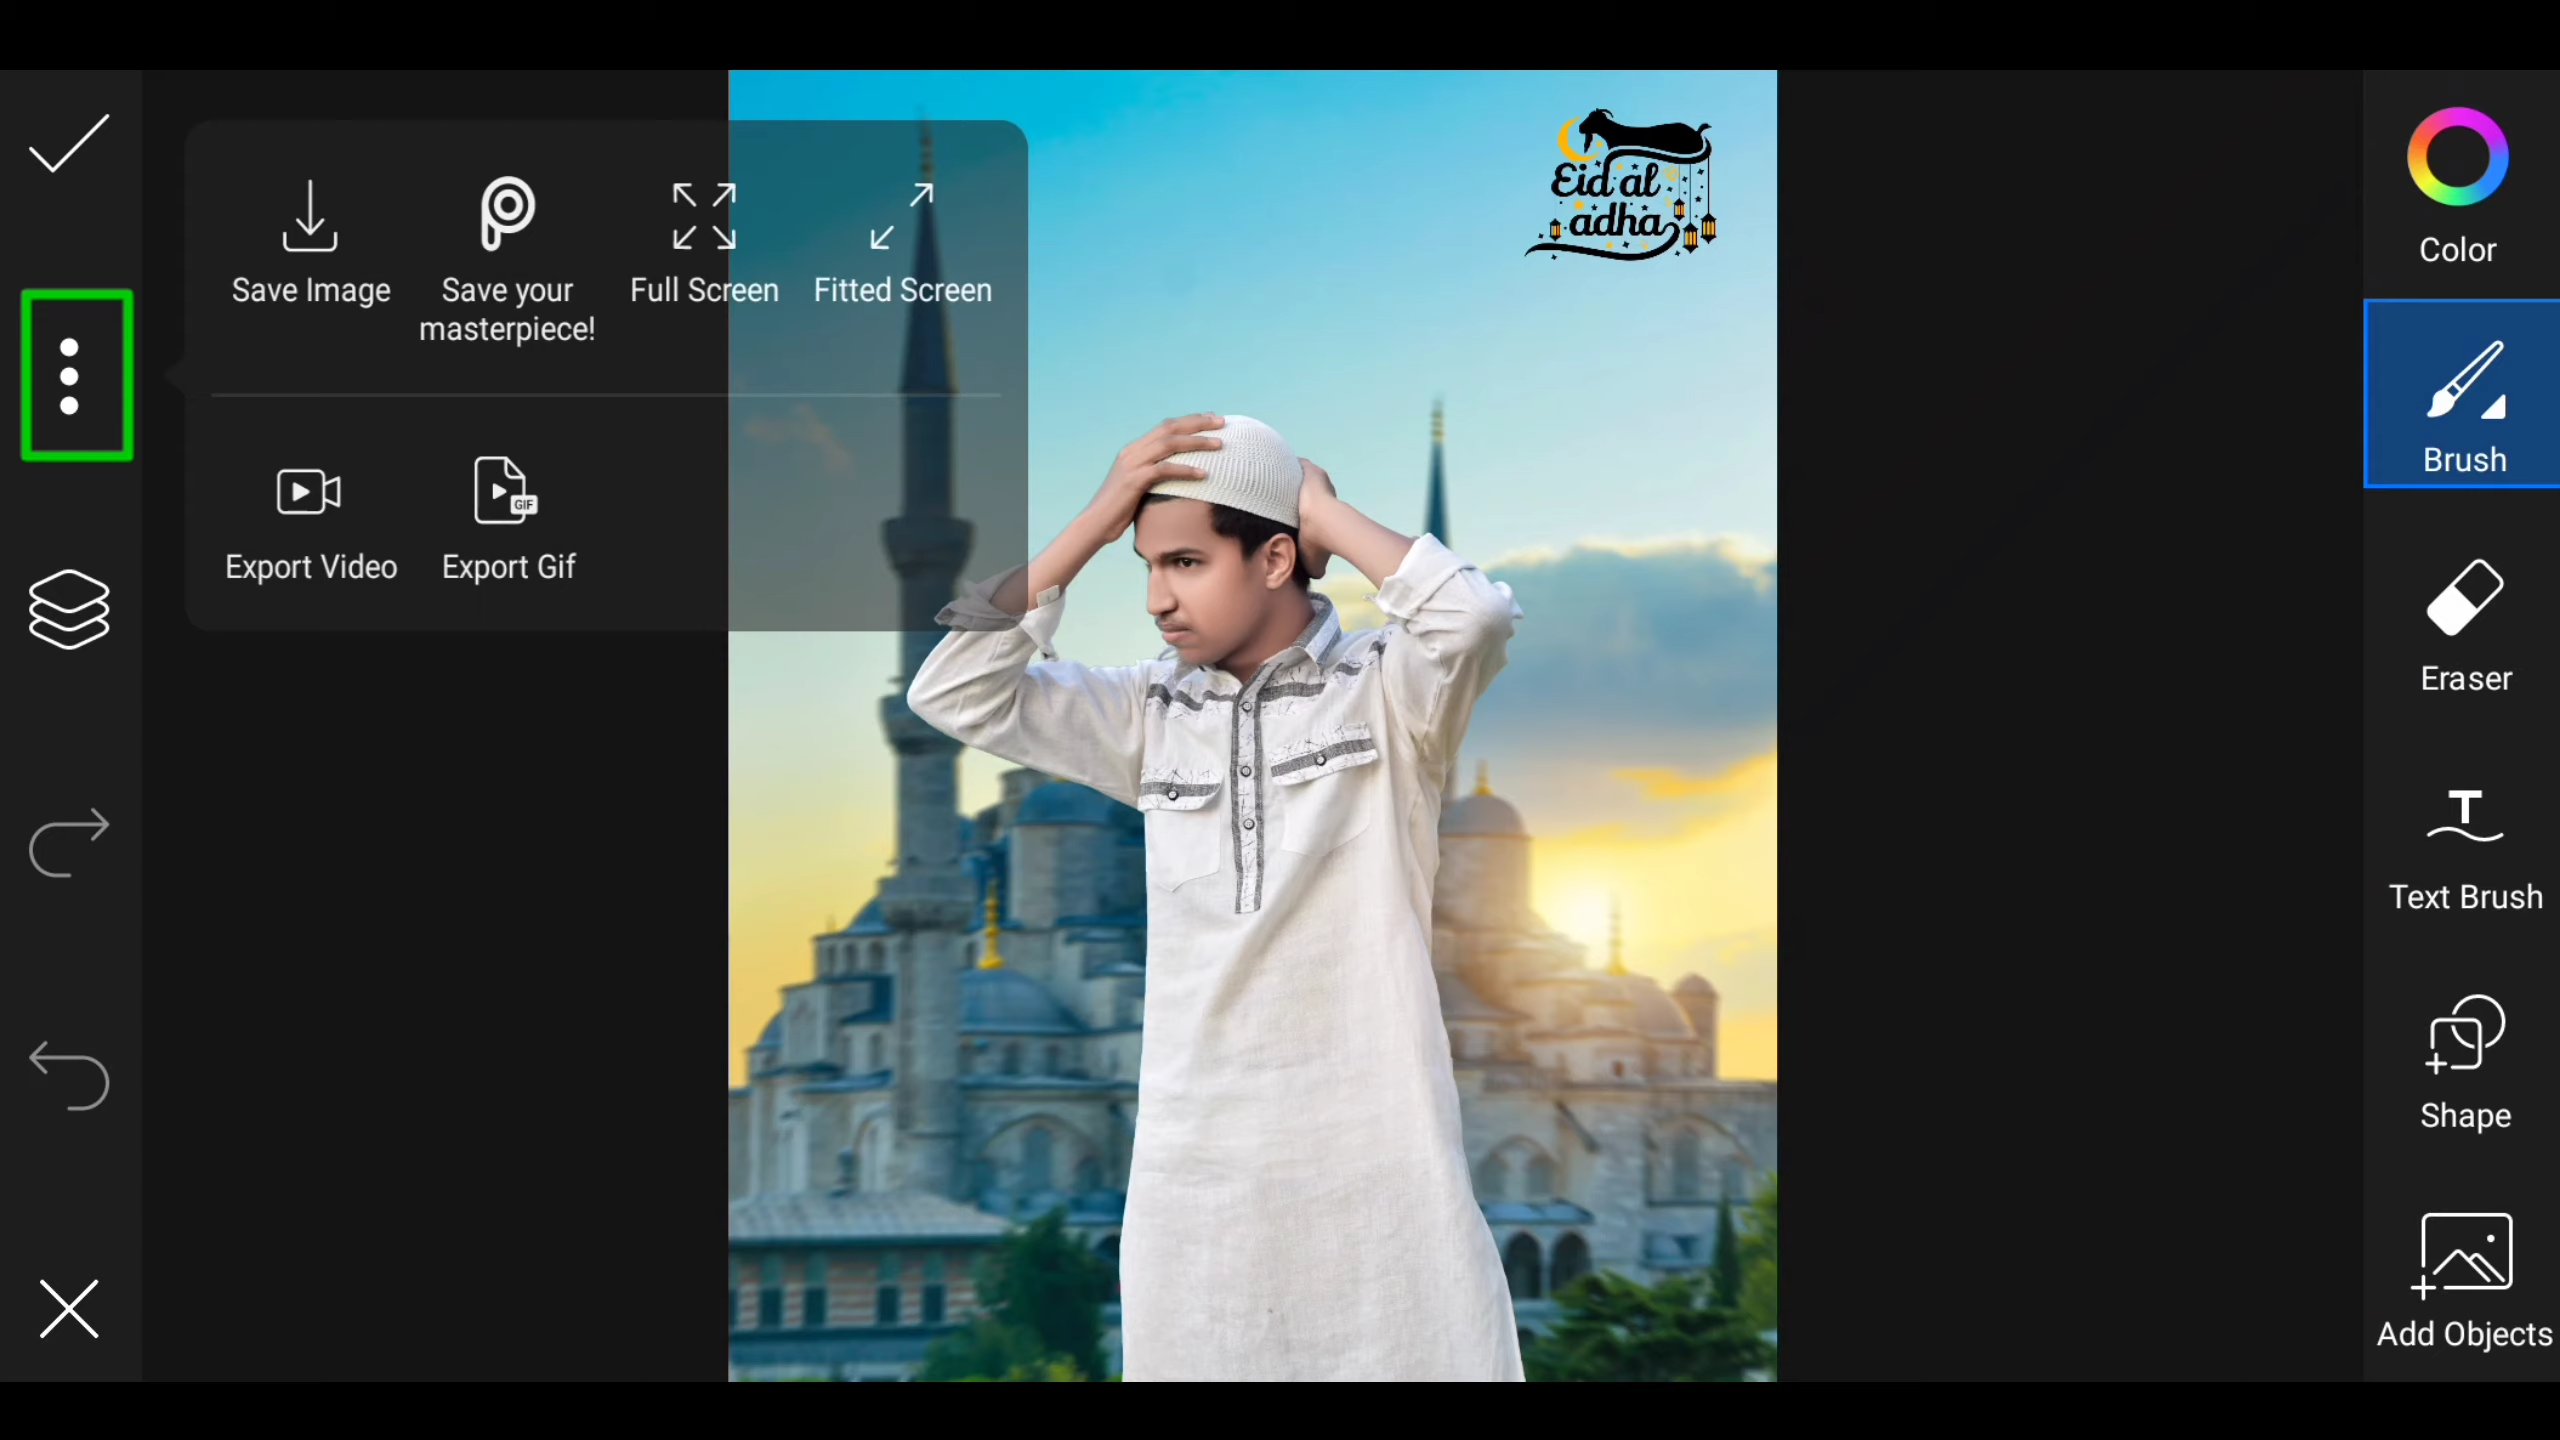 Save Image
Save your
masterpiece!
Full Screen
Fitted Screen
Export Video
GIF
Export Gif
Eid al
adha
Color
Brush
Eraser
T
Text Brush
Shape
Add Objects